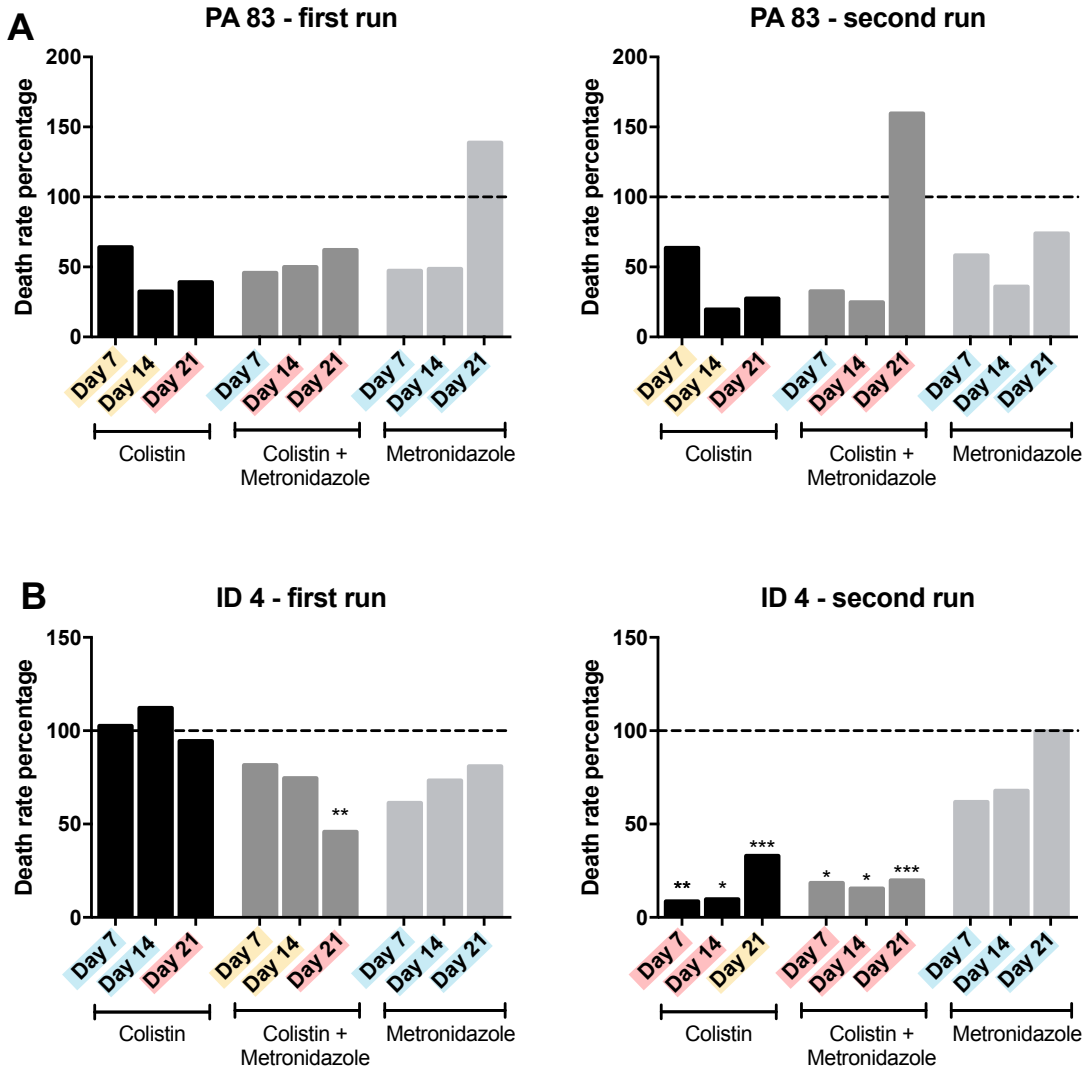 A
PA 83 - first run
200
150
100
50
0
Death rate percentage
Day 7
Day 14
Day 21
Day 7
Day 14
Day 21
Day 7
Day 14
Day 21
Colistin
Colistin +
Metronidazole
Metronidazole
PA 83 - second run
200
150
100
50
0
Death rate percentage
Day 7
Day 14
Day 21
Day 7
Day 14
Day 21
Day 7
Day 14
Day 21
Colistin
Colistin +
Metronidazole
Metronidazole
B
ID 4 - first run
150
100
50
0
Death rate percentage
**
Day 7
Day 14
Day 21
Day 7
Day 14
Day 21
Day 7
Day 14
Day 21
Colistin
Colistin +
Metronidazole
Metronidazole
ID 4 - second run
150
100
50
0
Death rate percentage
**
*
***
*
*
***
Day 7
Day 14
Day 21
Day 7
Day 14
Day 21
Day 7
Day 14
Day 21
Colistin
Colistin +
Metronidazole
Metronidazole